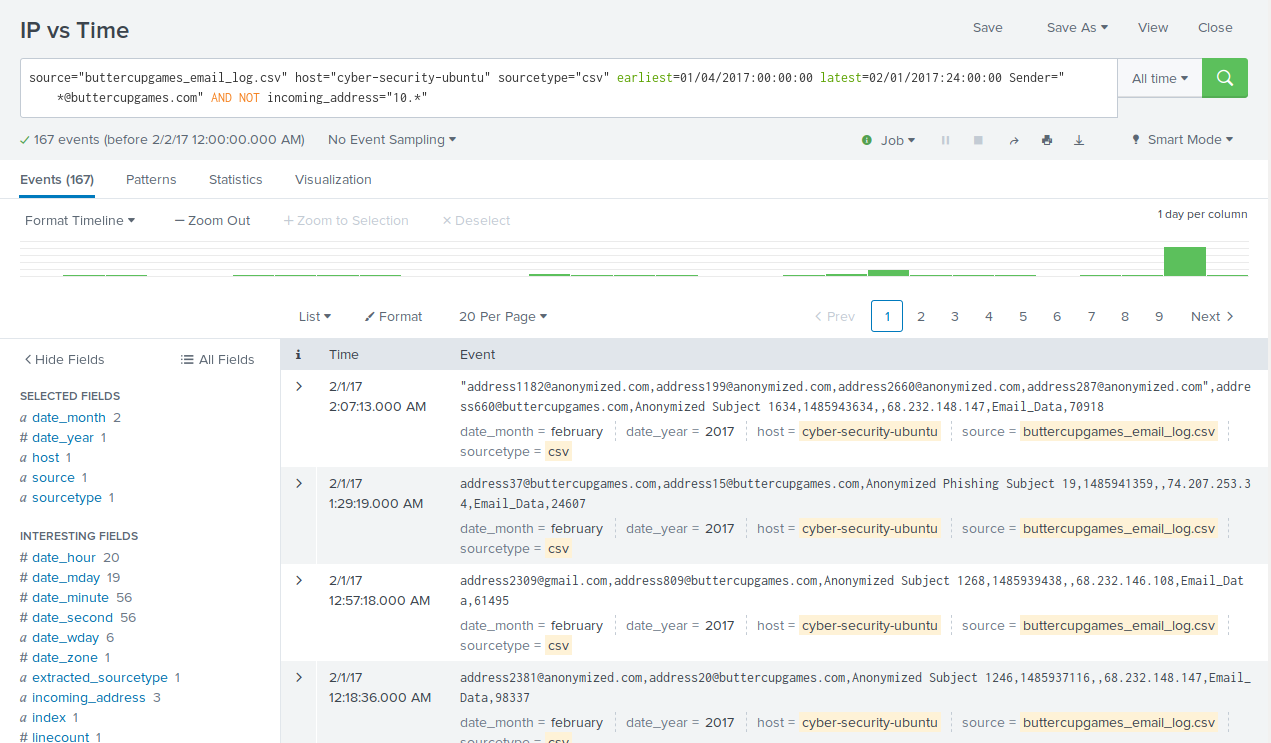 IP vs Time
Save Save As View Close
source="buttercupgames_email_log.csv" host="cyber-security-ubuntu" sourcetype="csv" earliest=01/04/2017:00:00:00 latest=02/01/2017:24:00:00 Sender="
*@buttercupgames.com" AND NOT incoming_address="10.*"
All time
167 events (before 2/2/17 12:00:00.000 AM) No Event Sampling
Job Smart Mode
Events (167) Patterns Statistics Visualization
Format Timeline — Zoom Out + Zoom to Selection × Deselect
1 day per column
List Format 20 Per Page
< Prev 1 2 3 4 5 6 7 8 9 Next >
< Hide Fields All Fields
SELECTED FIELDS
a date_month 2
# date_year 1
a host 1
a source 1
a sourcetype 1
INTERESTING FIELDS
# date_hour 20
# date_mday 19
# date_minute 56
# date_second 56
a date_wday 6
# date_zone 1
a extracted_sourcetype 1
a incoming_address 3
a index 1
# linecount 1
i Time Event
> 2/1/17
2:07:13.000 AM
"address1182@anonymized.com,address199@anonymized.com,address2660@anonymized.com,address287@anonymized.com",addre
ss660@buttercupgames.com,Anonymized Subject 1634,1485943634,,68.232.148.147,Email_Data,70918
date_month = february date_year = 2017 host = cyber-security-ubuntu source = buttercupgames_email_log.csv
sourcetype = csv
> 2/1/17
1:29:19.000 AM
address37@buttercupgames.com,address15@buttercupgames.com,Anonymized Phishing Subject 19,1485941359,,74.207.253.3
4,Email_Data,24607
date_month = february date_year = 2017 host = cyber-security-ubuntu source = buttercupgames_email_log.csv
sourcetype = csv
> 2/1/17
12:57:18.000 AM
address2309@gmail.com,address809@buttercupgames.com,Anonymized Subject 1268,1485939438,,68.232.146.108,Email_Dat
a,61495
date_month = february date_year = 2017 host = cyber-security-ubuntu source = buttercupgames_email_log.csv
sourcetype = csv
> 2/1/17
12:18:36.000 AM
address2381@anonymized.com,address20@buttercupgames.com,Anonymized Subject 1246,1485937116,,68.232.148.147,Email_
Data,98337
date_month = february date_year = 2017 host = cyber-security-ubuntu source = buttercupgames_email_log.csv
sourcetype = csv